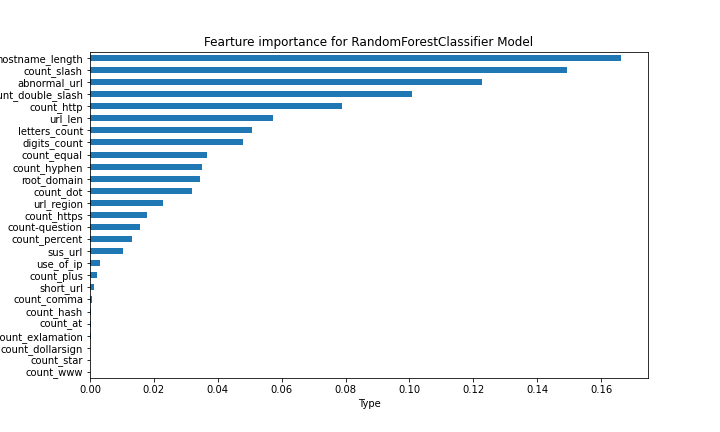 Fearture importance for RandomForestClassifier Model
hostname_length
count_slash
abnormal_url
unt_double_slash
count_http
url_len
letters_count
digits_count
count_equal
count_hyphen
root_domain
count_dot
url_region
count_https
count-question
count_percent
sus_url
use_of_ip
count_plus
short_url
count_comma
count_hash
count_at
ount_exlamation
count_dollarsign
count_star
count_www
0.00 0.02 0.04 0.06 0.08 0.10 0.12 0.14 0.16
Type